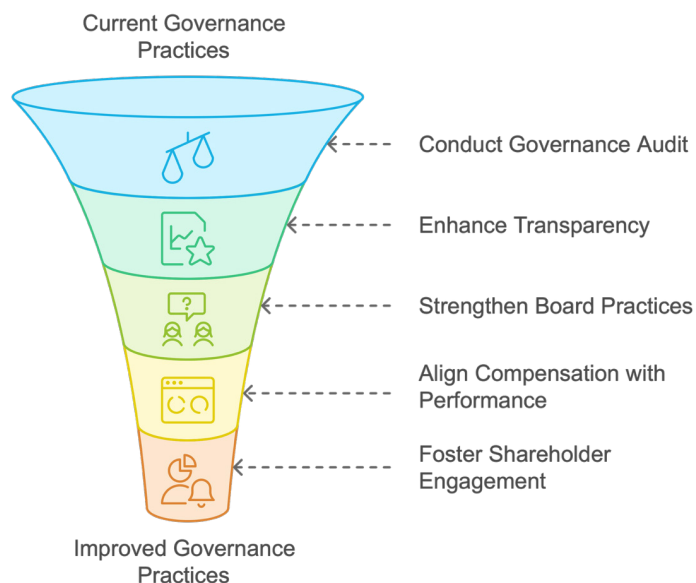 Current Governance
Practices
Conduct Governance Audit
Enhance Transparency
?
Strengthen Board Practices
Align Compensation with
Performance
Foster Shareholder
Engagement
Improved Governance
Practices